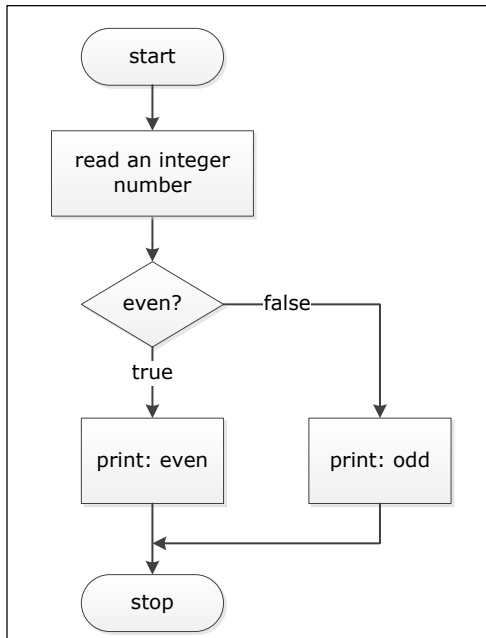 start
read an integer
number
even?
false
true
print: even
print: odd
stop